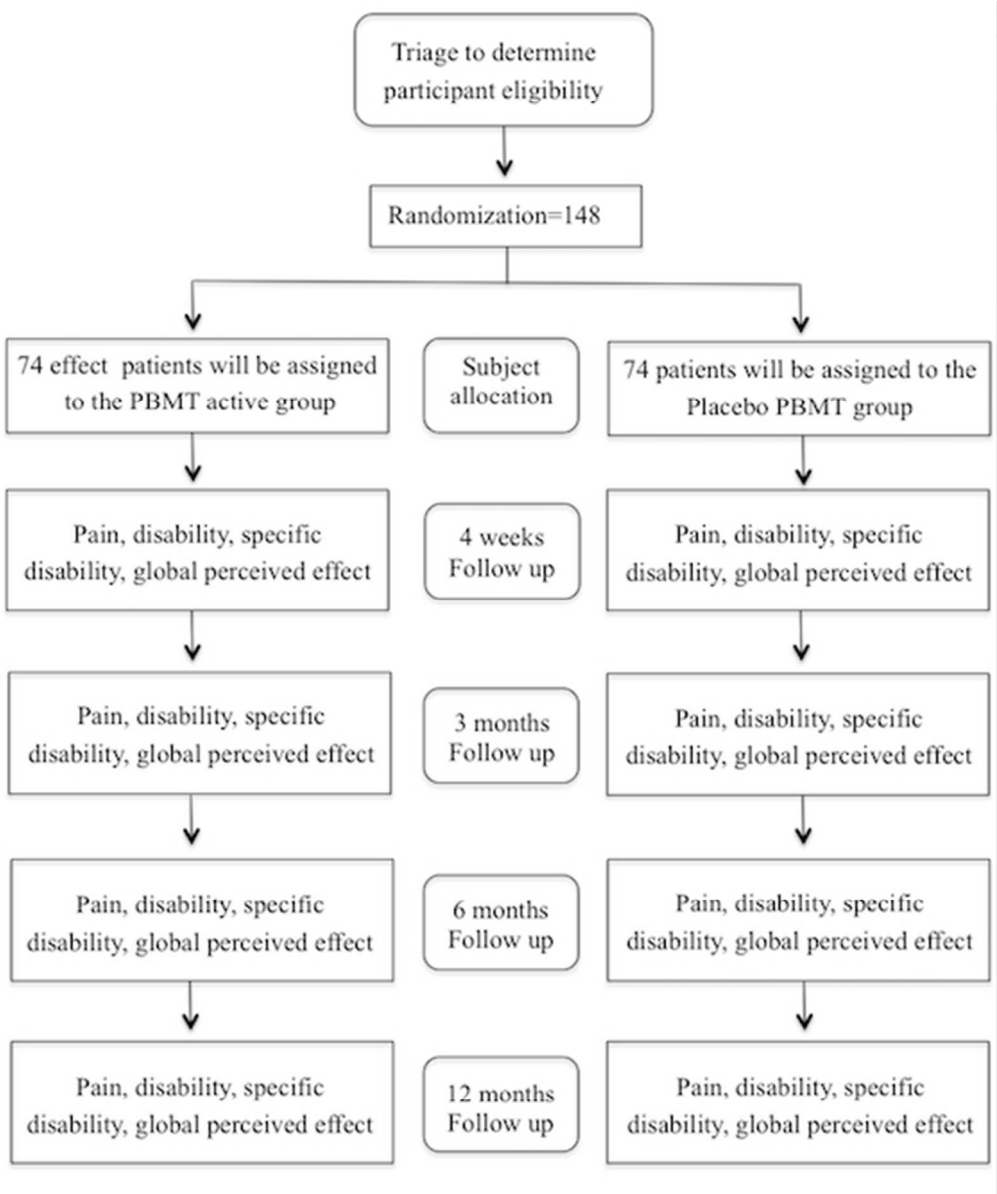 Triage to determine
participant eligibility
Randomization=148
74 effect patients will be assigned
to the PBMT active group
Subject
allocation
74 patients will be assigned to the
Placebo PBMT group
Pain, disability, specific
disability, global perceived effect
4 weeks
Follow up
Pain, disability, specific
disability, global perceived effect
Pain, disability, specific
disability, global perceived effect
3 months
Follow up
Pain, disability, specific
disability, global perceived effect
Pain, disability, specific
disability, global perceived effect
6 months
Follow up
Pain, disability, specific
disability, global perceived effect
Pain, disability, specific
disability, global perceived effect
12 months
Follow up
Pain, disability, specific
disability, global perceived effect